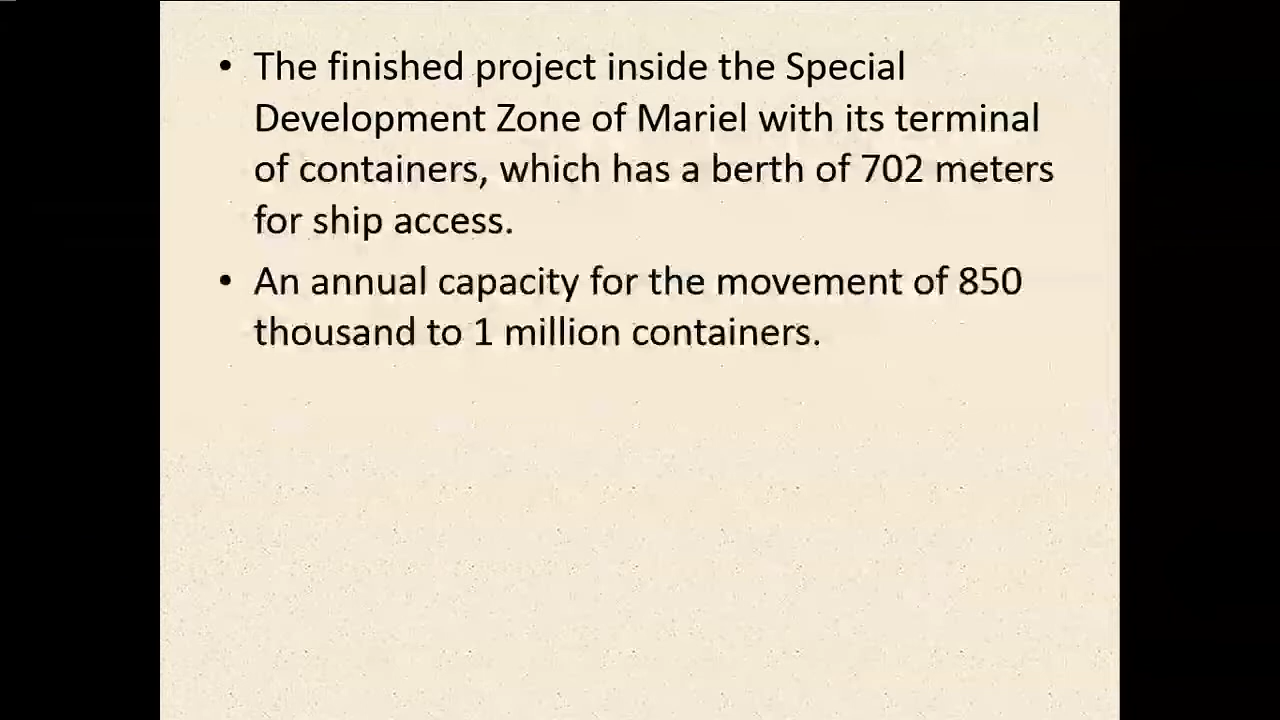 • The finished project inside the Special
Development Zone of Mariel with its terminal
of containers, which has a berth of 702 meters
for ship access.
• An annual capacity for the movement of 850
thousand to 1 million containers.